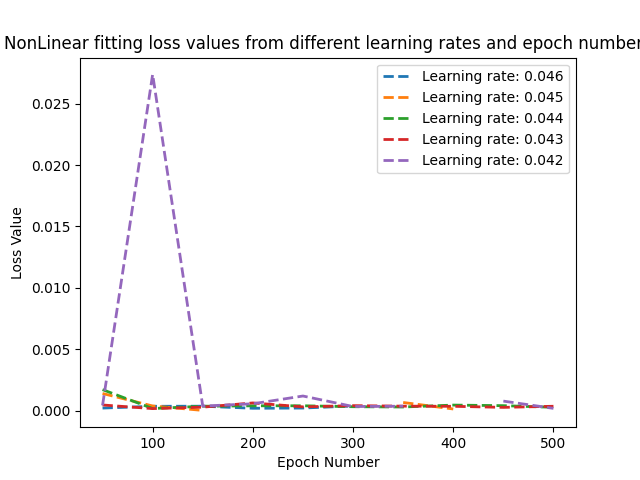 NonLinear fitting loss values from different learning rates and epoch number
Learning rate: 0.046
Learning rate: 0.045
Learning rate: 0.044
Learning rate: 0.043
Learning rate: 0.042
0.025
0.020
0.015
0.010
0.005
0.000
Loss Value
100 200 300 400 500
Epoch Number